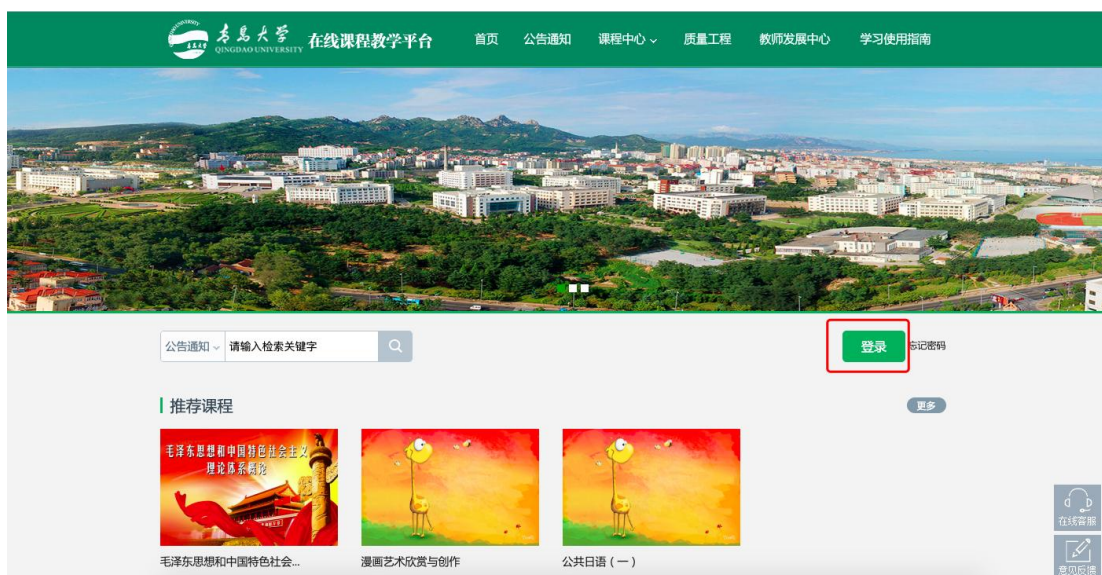 青岛大学
QINGDAO UNIVERSITY
在线课程教学平台
首页 公告通知 课程中心 质量工程 教师发展中心 学习使用指南
公告通知 请输入检索关键字
登录 忘记密码
推荐课程 更多
毛泽东思想和中国特色社会主义
理论体系概论
毛泽东思想和中国特色社会... 漫画艺术欣赏与创作 公共日语（一）
在线客服
意见反馈